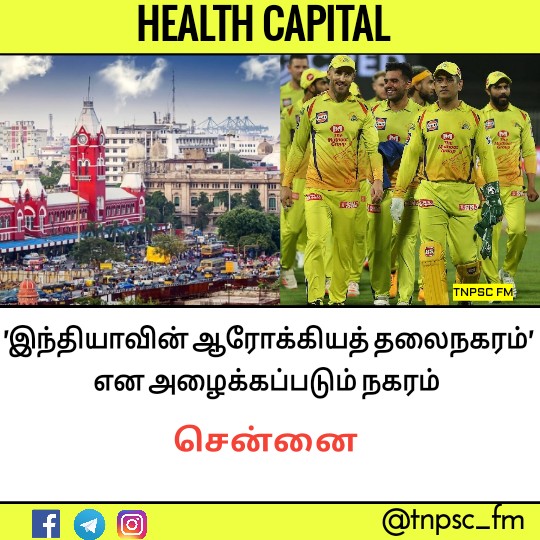 HEALTH CAPITAL
TNPSC FM
'இந்தியாவின் ஆரோக்கியத் தலைநகரம்'
என அழைக்கப்படும் நகரம்
சென்னை
@tnpsc_fm